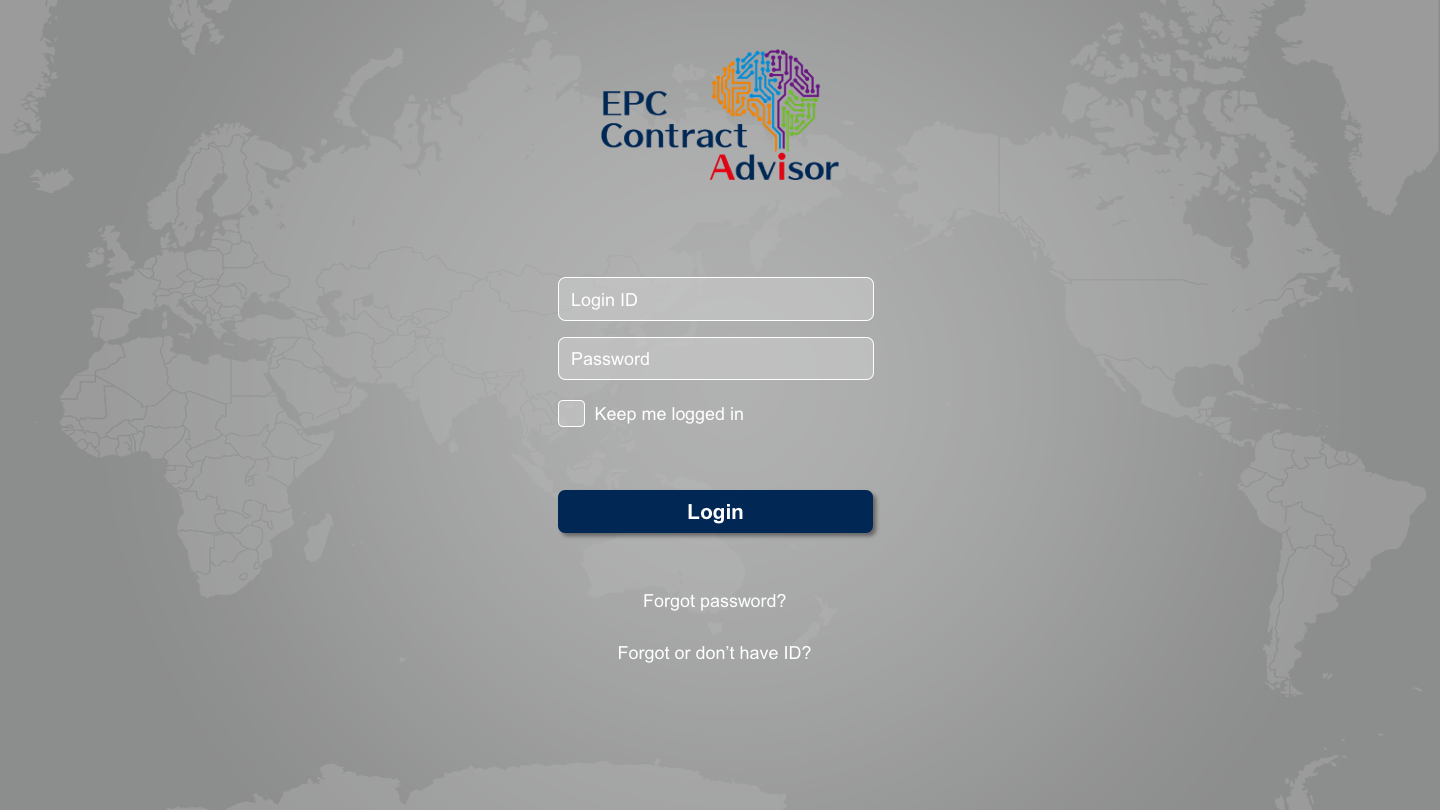 EPC
Contract
Advisor
Login ID
Password
Keep me logged in
Login
Forgot password?
Forgot or don’t have ID?